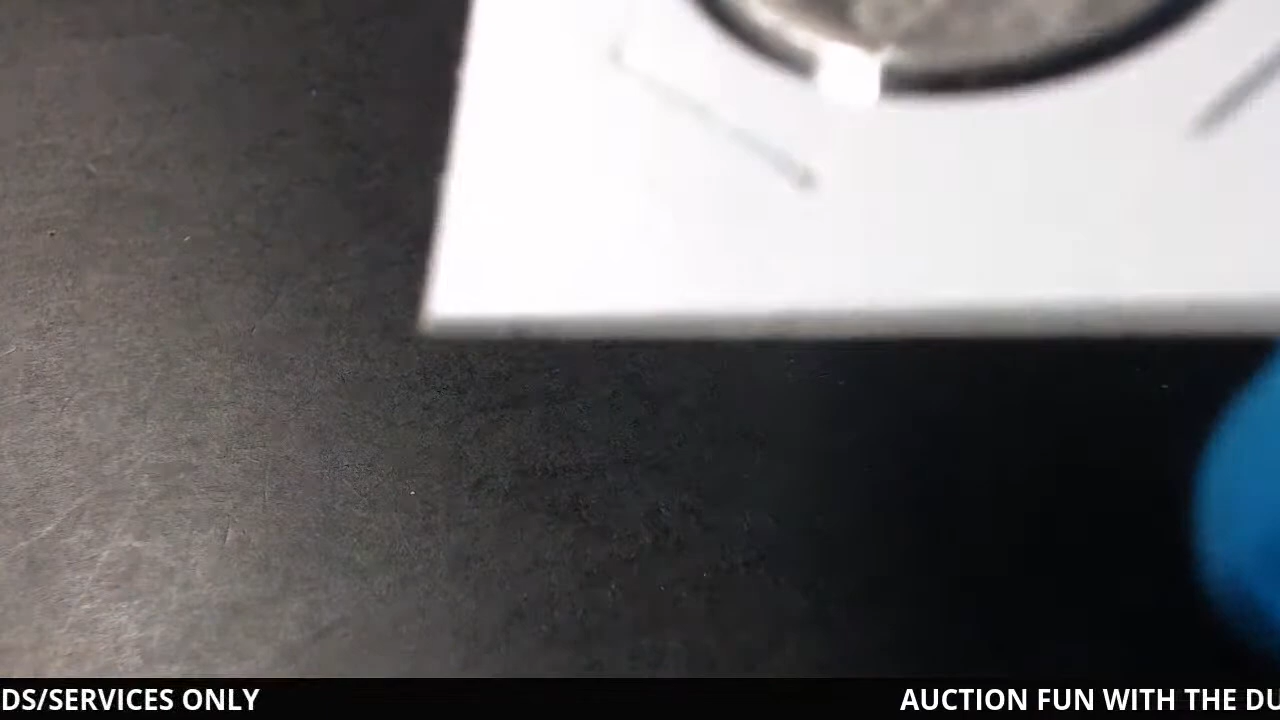 DS/SERVICES ONLY
AUCTION FUN WITH THE DU